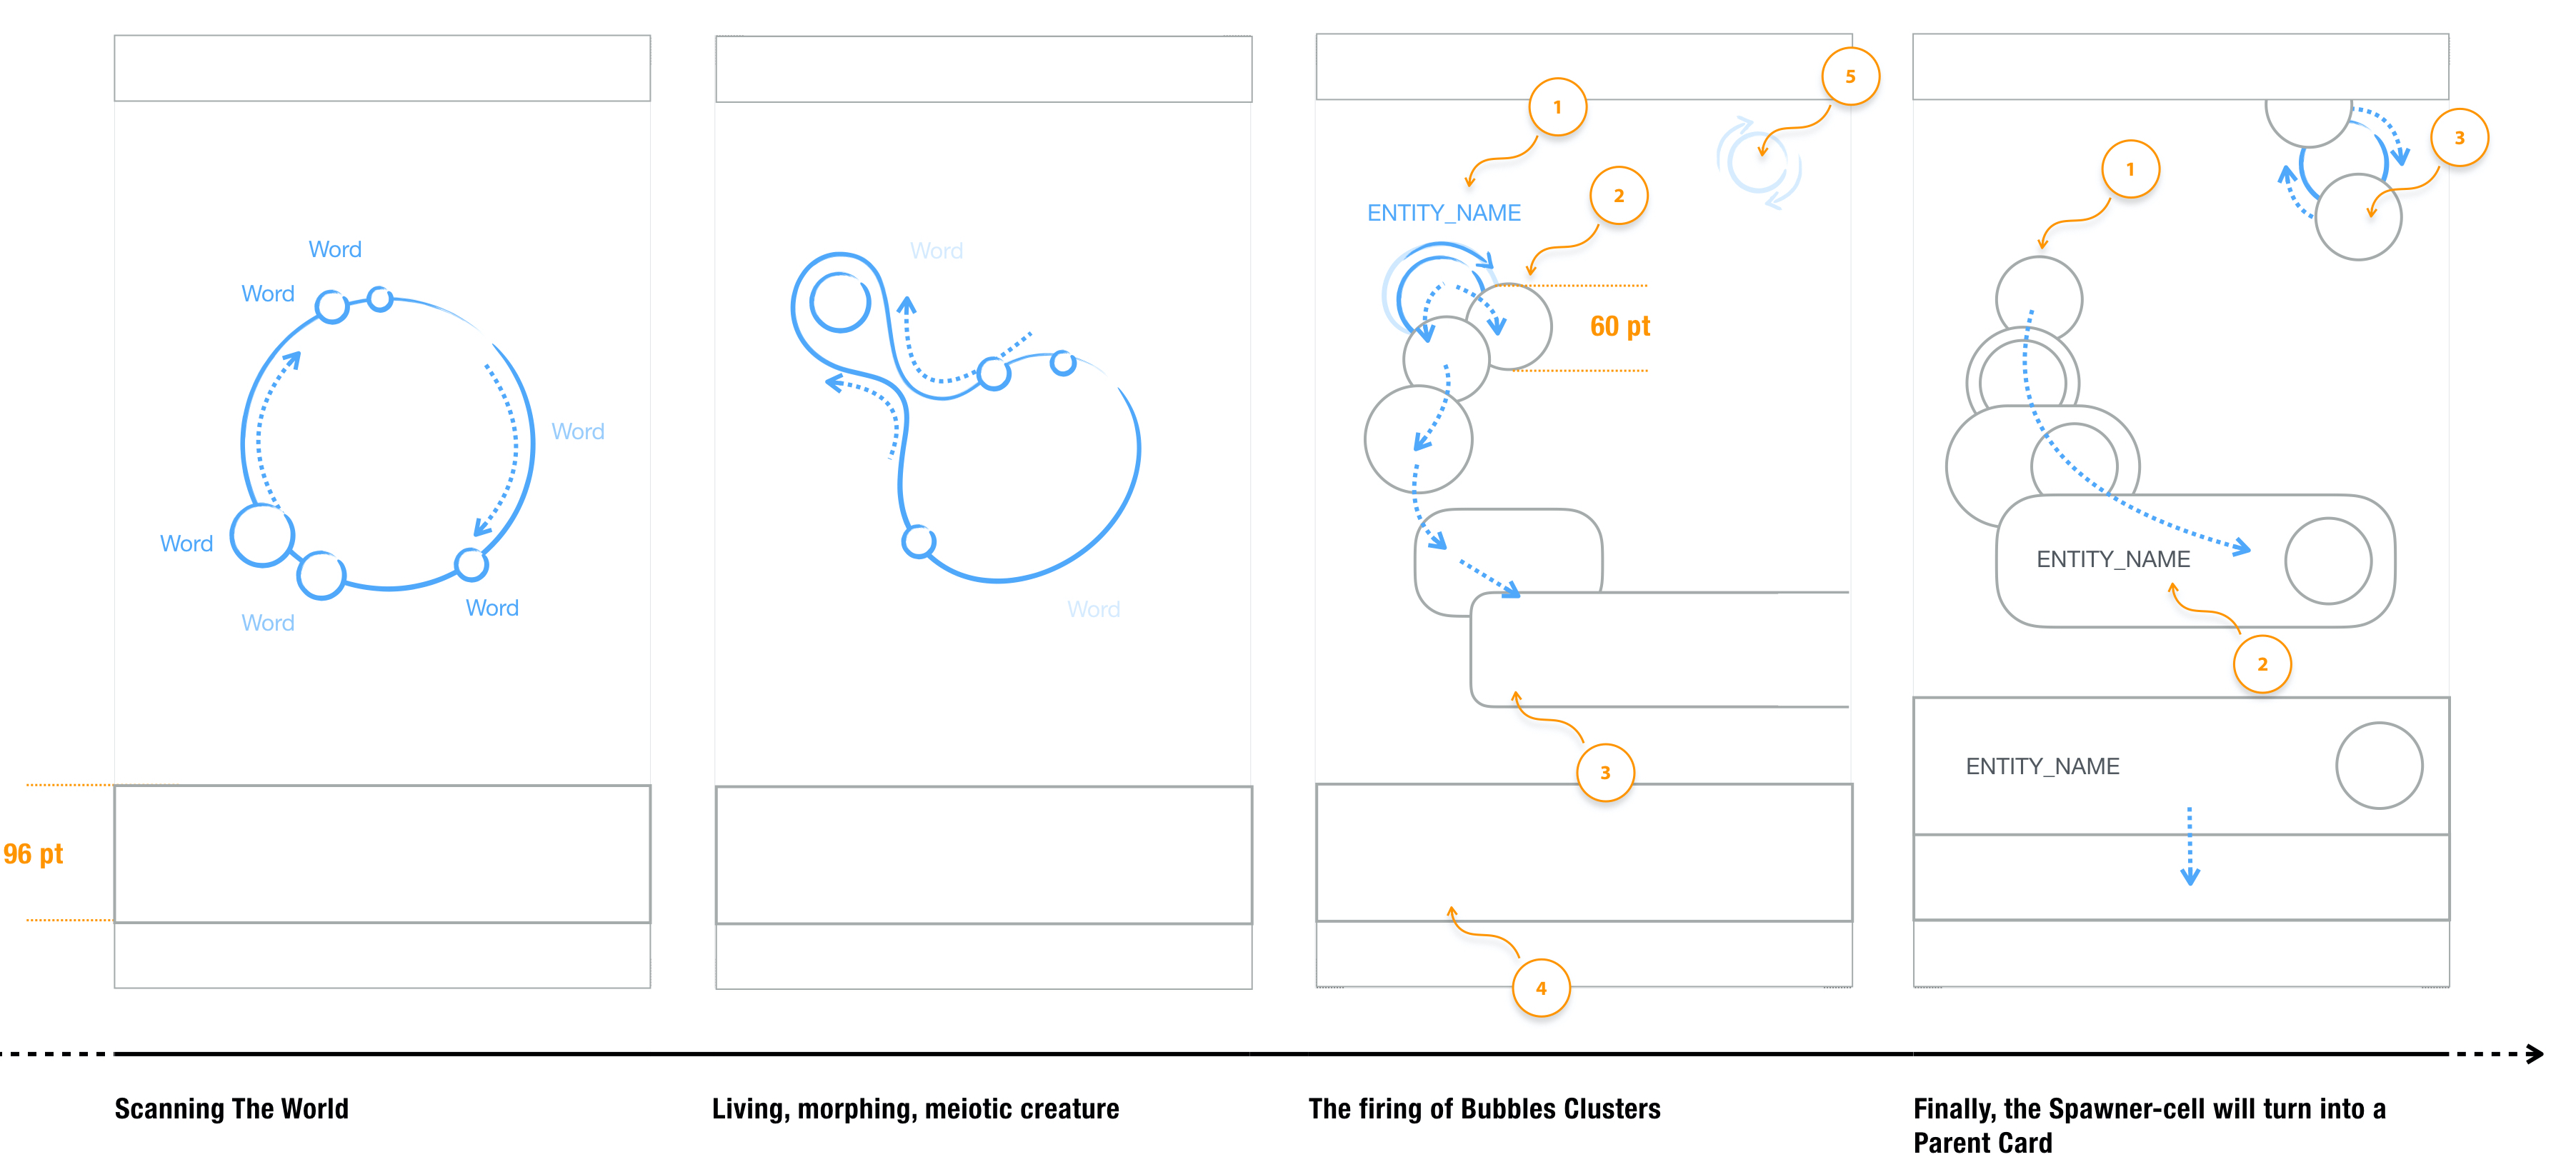 Word
Word
Word
Word
Word
Word
96 pt
Scanning The World
Word
Word
Living, morphing, meiotic creature
5
1
2
ENTITY_NAME
60 pt
3
4
The firing of Bubbles Clusters
3
1
ENTITY_NAME
2
ENTITY_NAME
Finally, the Spawner-cell will turn into a
Parent Card